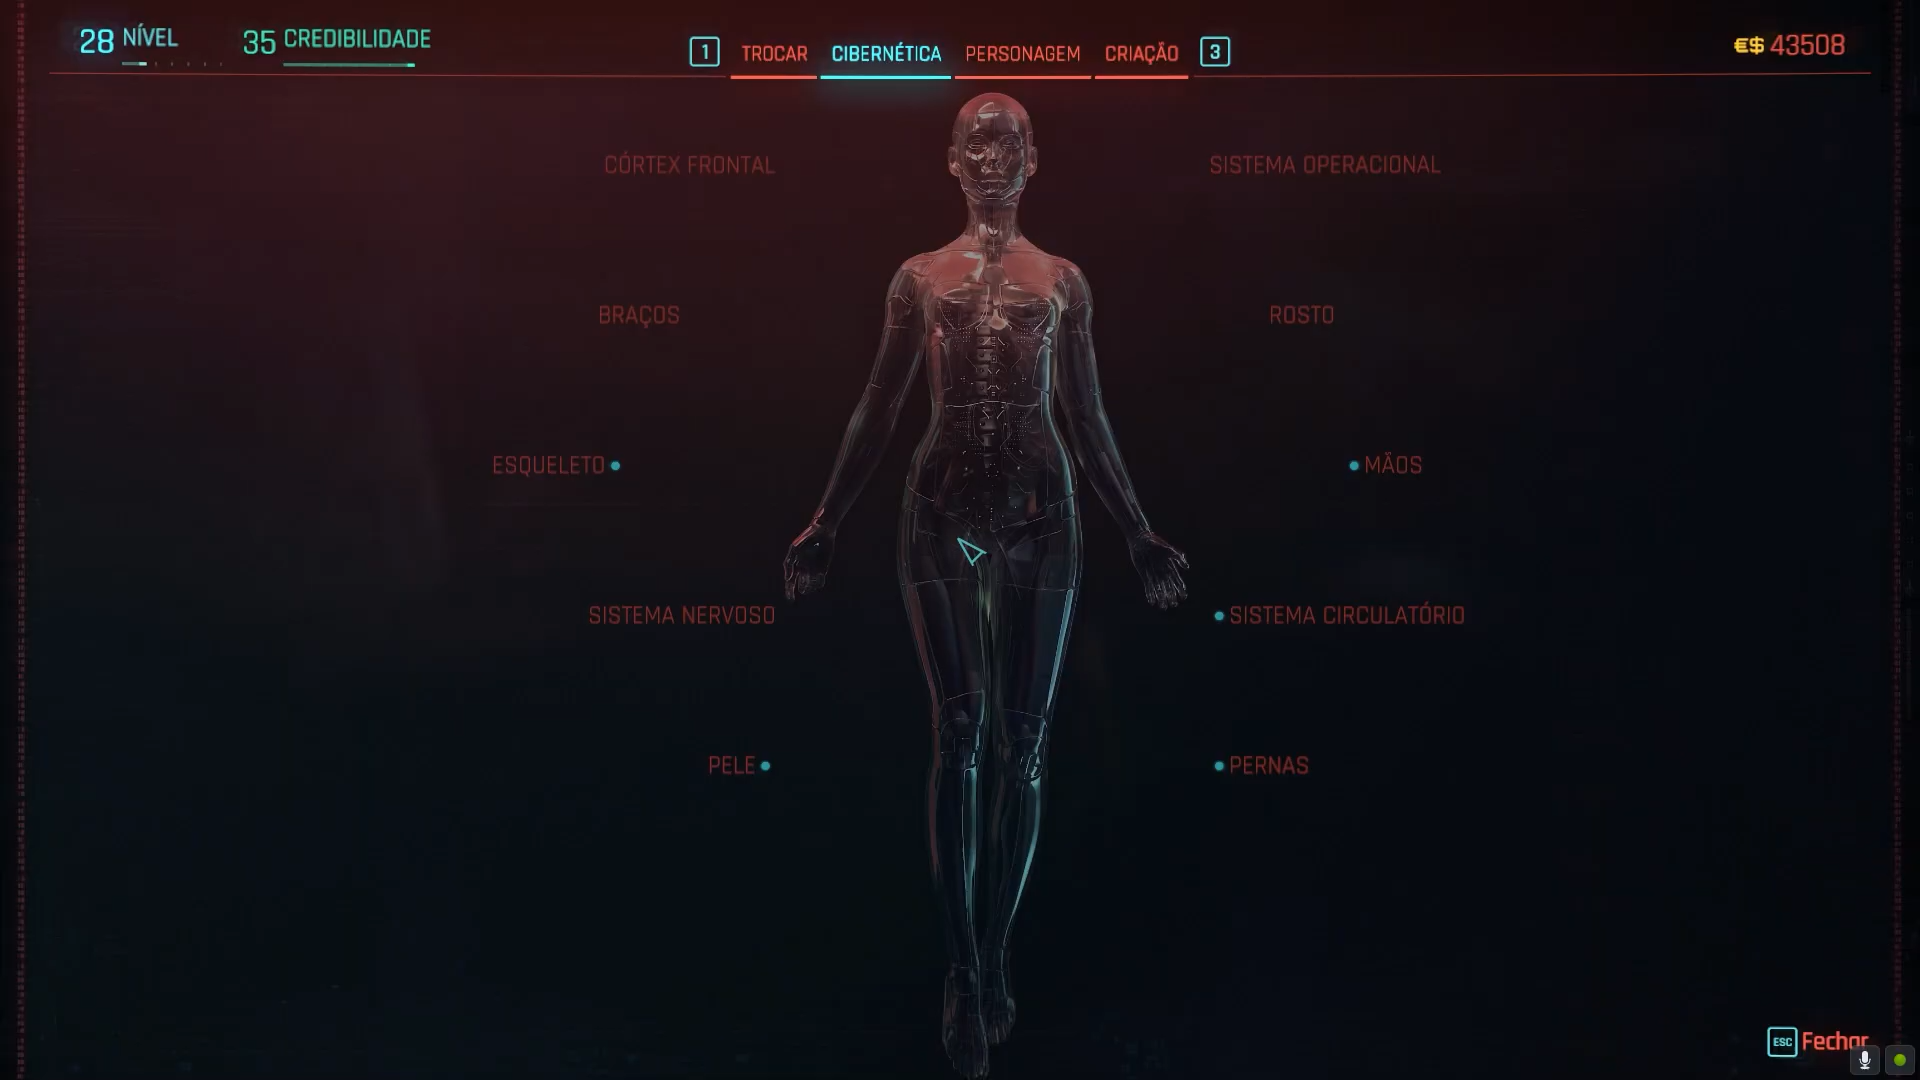 28 NÍVEL
35 CREDIBILIDADE
1 TROCAR CIBERNÉTICA PERSONAGEM CRIAÇÃO 3
€$ 43508
CÓRTEX FRONTAL
SISTEMA OPERACIONAL
BRAÇOS
ROSTO
ESQUELETO
MÃOS
SISTEMA NERVOSO
SISTEMA CIRCULATÓRIO
PELE
PERNAS
ESC Fechar